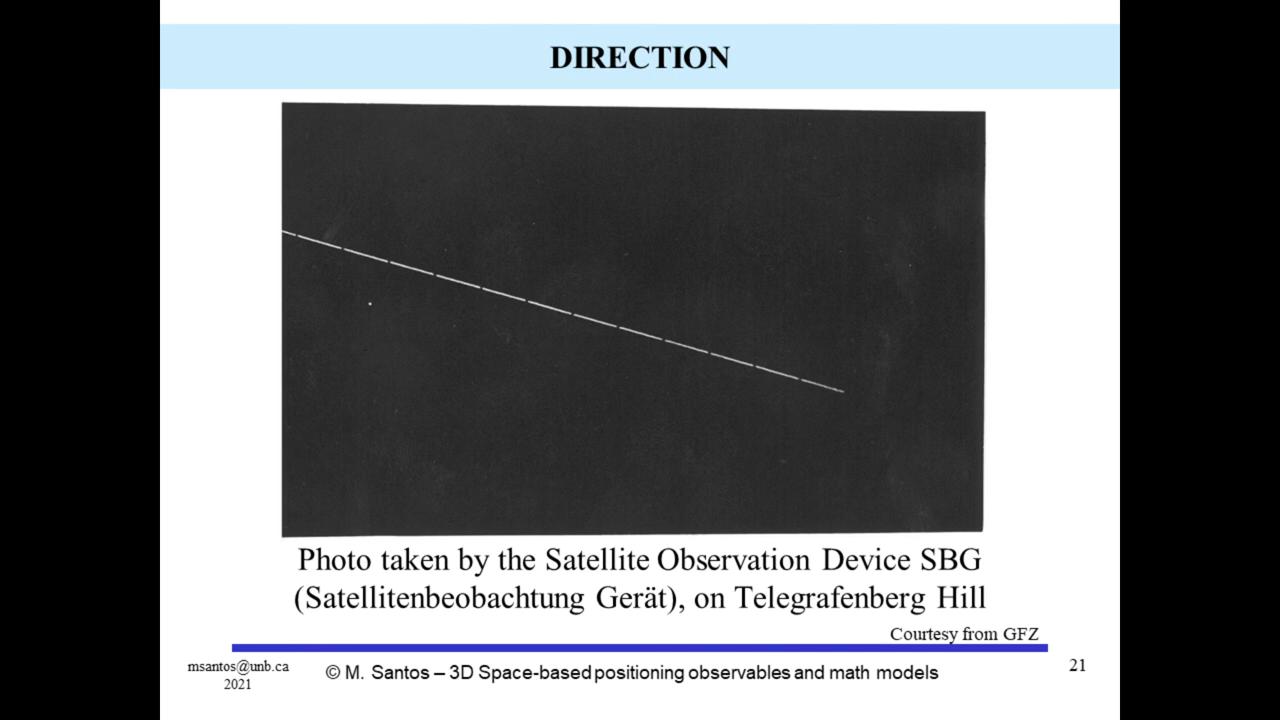 DIRECTION
Photo taken by the Satellite Observation Device SBG
(Satellitenbeobachtung Gerät), on Telegrafenberg Hill
Courtesy from GFZ
msantos@unb.ca
2021
© M. Santos – 3D Space-based positioning observables and math models
21